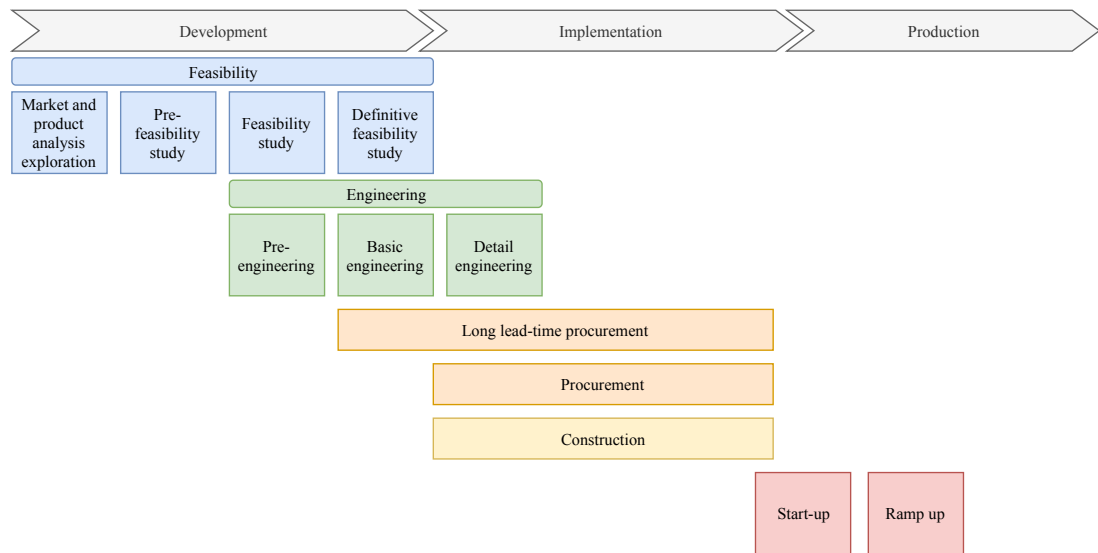 Development
Implementation
Production
Feasibility
Market and
product
analysis
exploration
Pre-
feasibility
study
Feasibility
study
Definitive
feasibility
study
Engineering
Pre-
engineering
Basic
engineering
Detail
engineering
Long lead-time procurement
Procurement
Construction
Start-up
Ramp up